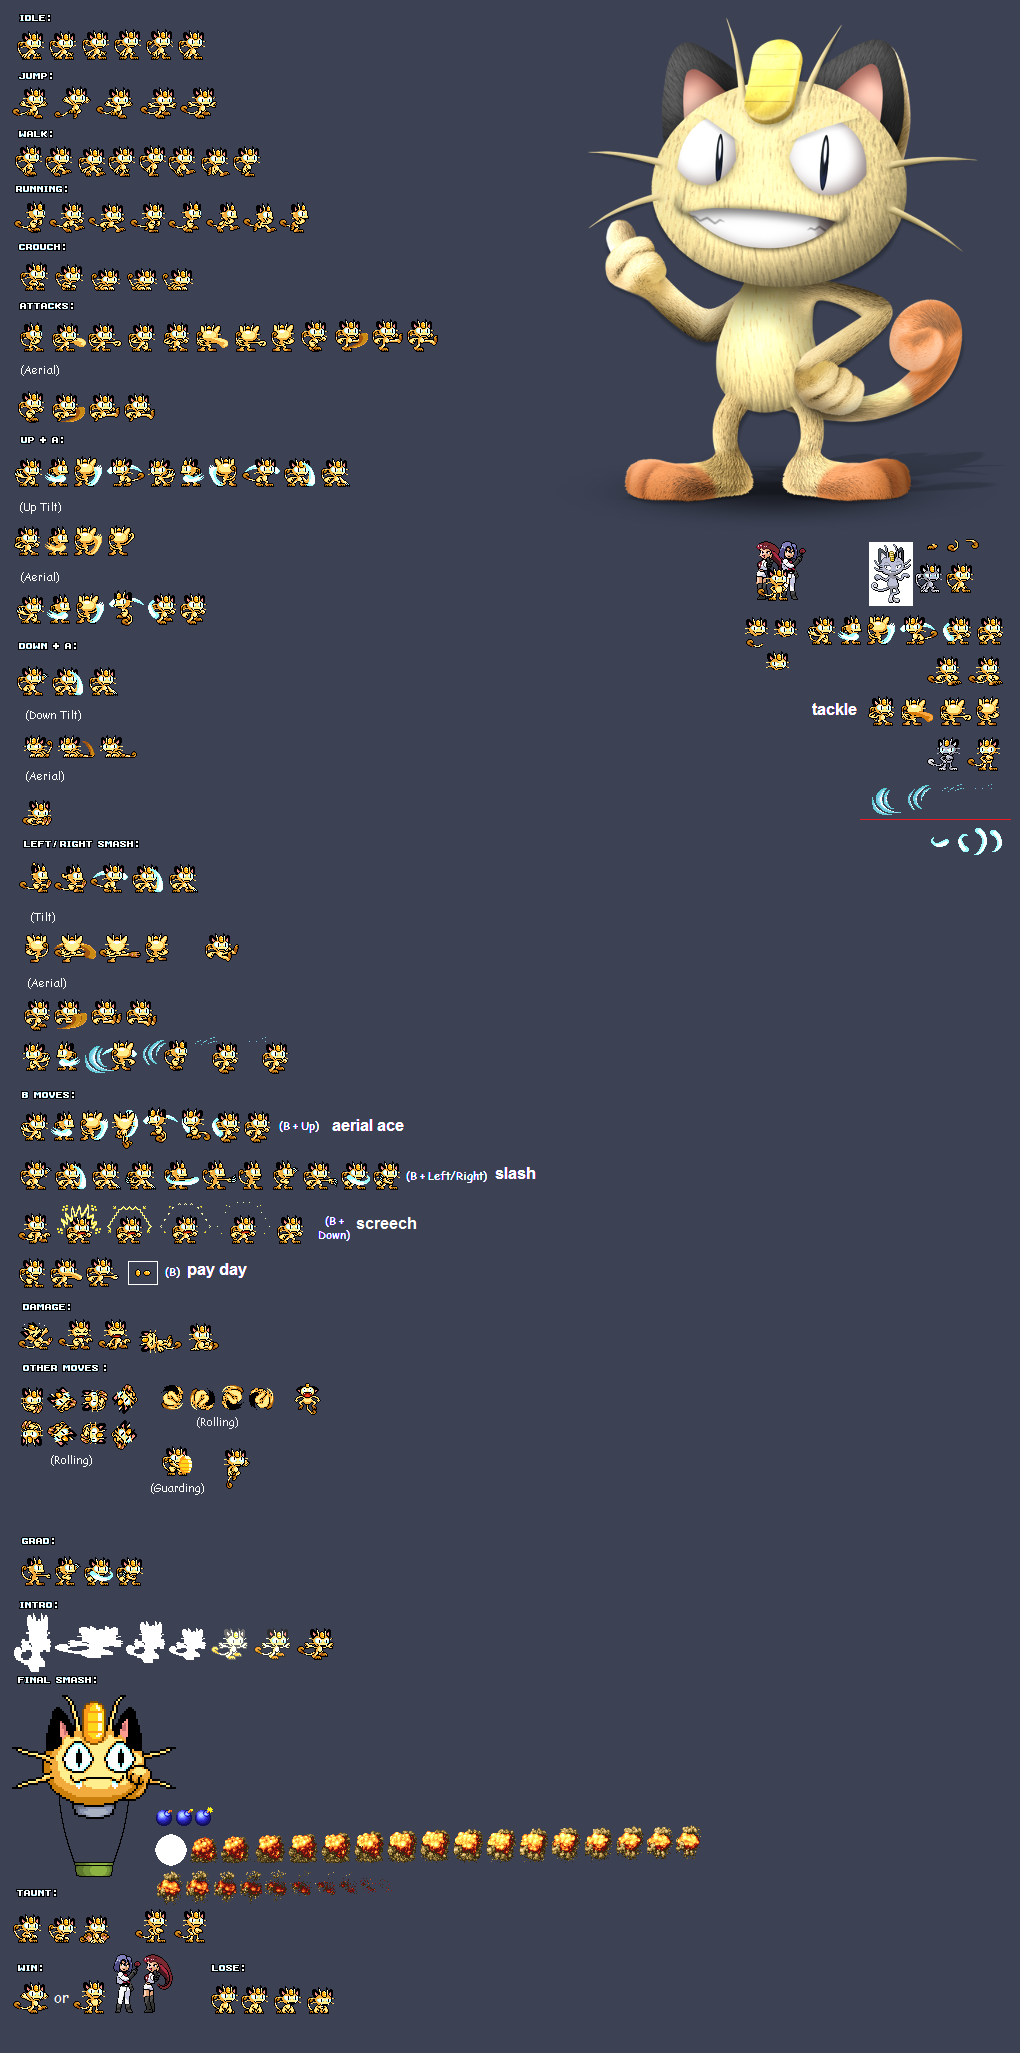 IDLE:
JUMP:
WALK:
RUNNING:
CROUCH:
ATTACKS:
(Aerial)
UP + A:
(Up Tilt)
(Aerial)
DOWN + A:
(Down Tilt)
tackle
(Aerial)
LEFT/RIGHT SMASH:
(Tilt)
(Aerial)
B MOVES:
(B + Up) aerial ace
(B + Left/Right) slash
(B + Down) screech
(B) pay day
DAMAGE:
OTHER MOVES :
(Rolling)
(Rolling)
(Guarding)
GRAB:
INTRO:
FINAL SMASH:
TAUNT:
WIN:
LOSE:
or